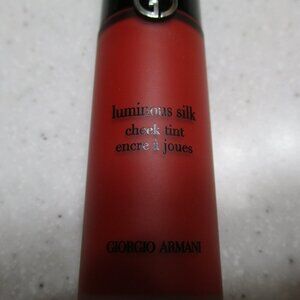 luminous silk
cheek tint
encre à joues
GIORGIO ARMANI